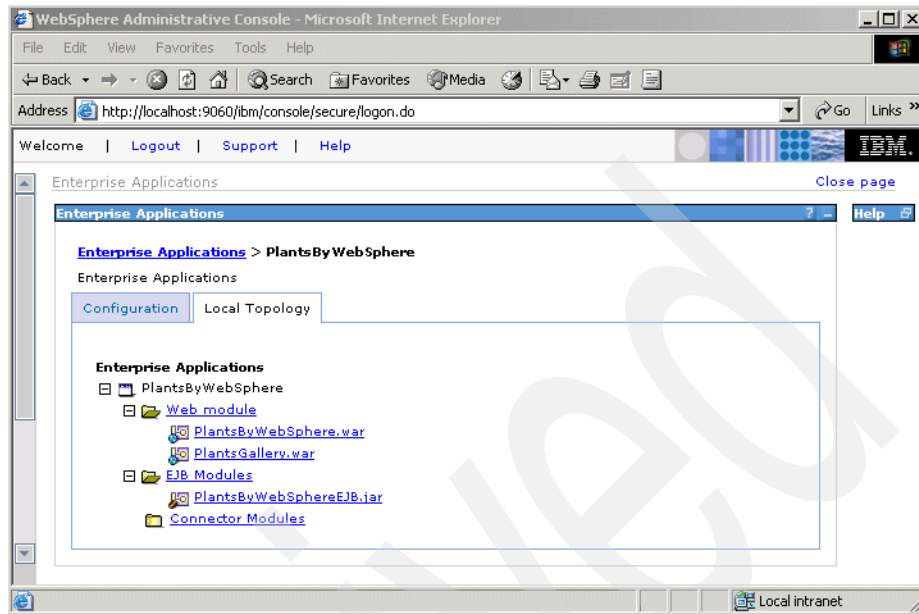 WebSphere Administrative Console - Microsoft Internet Explorer
File Edit View Favorites Tools Help
Back Search Favorites Media
Address http://localhost:9060/ibm/console/secure/logon.do Go Links »
Welcome | Logout | Support | Help IBM.
Enterprise Applications Close page
Enterprise Applications ? – Help
Enterprise Applications > PlantsByWebSphere
Enterprise Applications
Configuration Local Topology
Enterprise Applications
PlantsByWebSphere
Web module
PlantsByWebSphere.war
PlantsGallery.war
EJB Modules
PlantsByWebSphereEJB.jar
Connector Modules
Local intranet